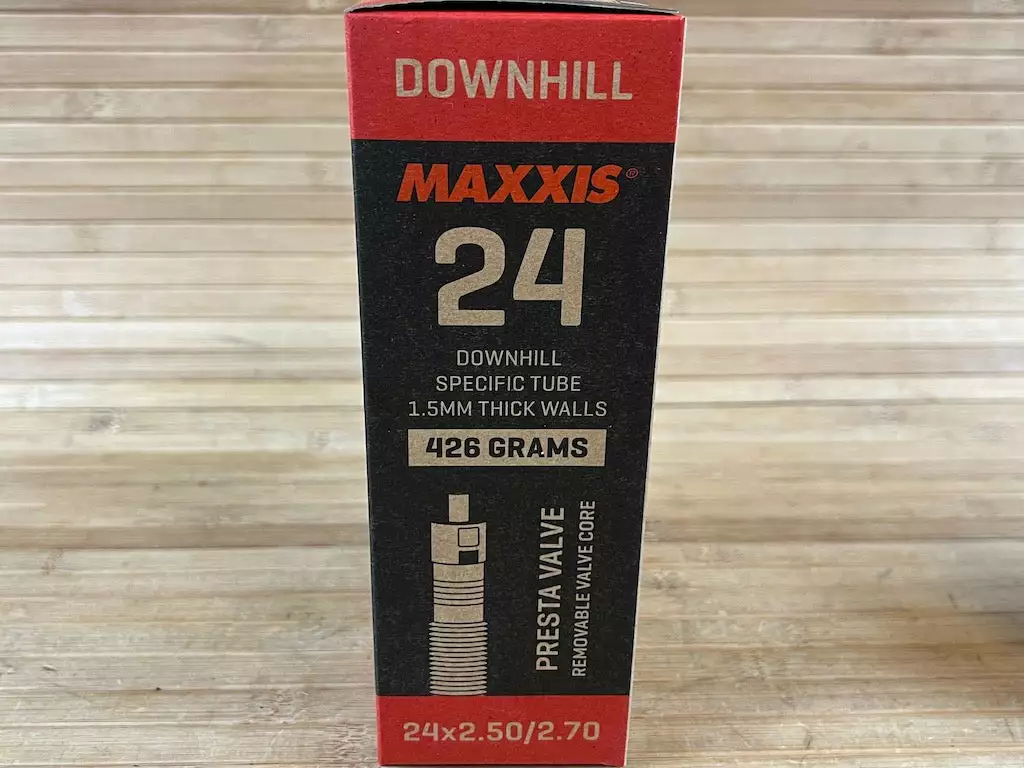 DOWNHILL
MAXXIS®
24
DOWNHILL
SPECIFIC TUBE
1.5MM THICK WALLS
426 GRAMS
PRESTA VALVE
REMOVABLE VALVE CORE
24x2.50/2.70